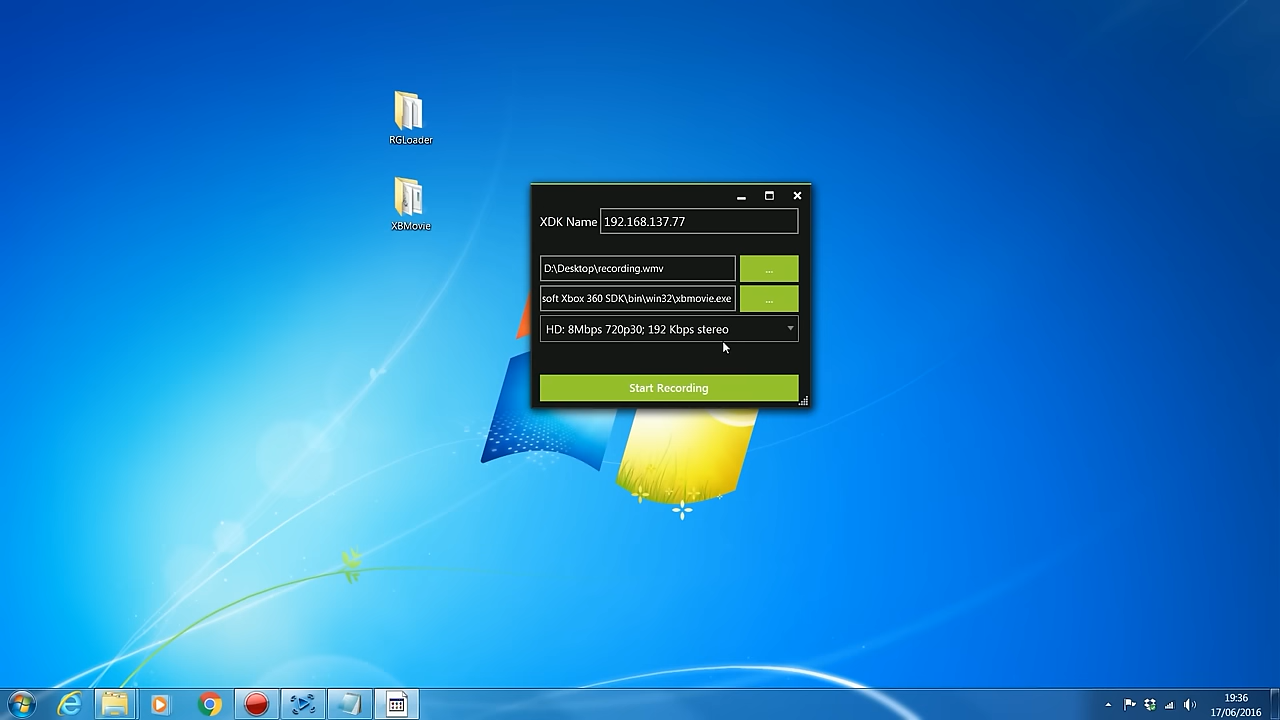 RGLoader
XBMovie
XDK Name 192.168.137.77
D:\Desktop\recording.wmv
...
soft Xbox 360 SDK\bin\win32\xbmovie.exe
...
HD: 8Mbps 720p30; 192 Kbps stereo
Start Recording
19:36
17/06/2016